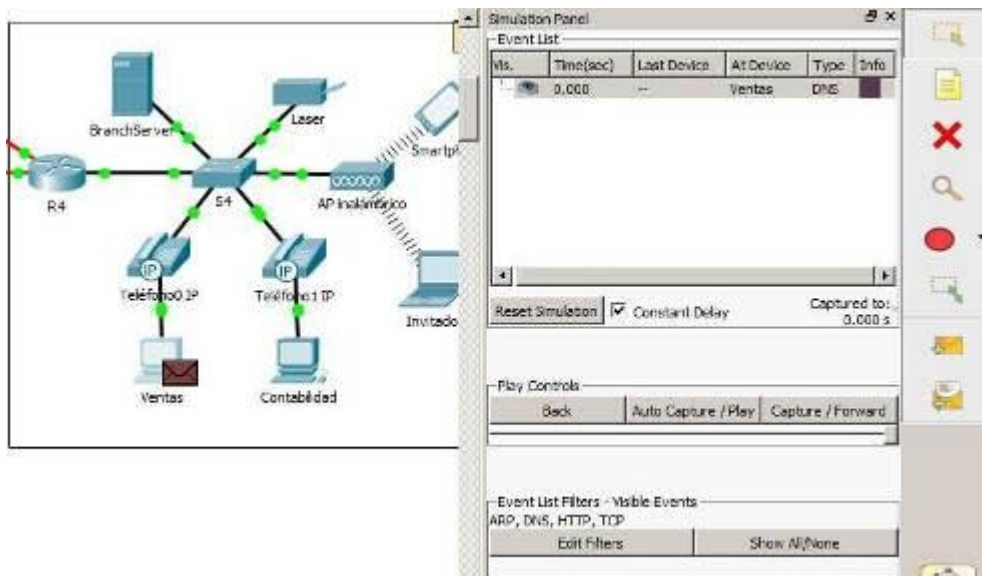 BranchServer
Laser
R4
S4
AP inalámbrico
Teléfono0 IP
Teléfono1 IP
Invitado
Ventas
Contabilidad
Simulation Panel
Event List
Vis. Time(sec) Last Device At Device Type Info
0.000 -- Ventas DNS
Reset Simulation Constant Delay
Captured to:
0.000 s
Play Controls
Back Auto Capture / Play Capture / Forward
Event List Filters - Visible Events
ARP, DNS, HTTP, TCP
Edit Filters Show All/None